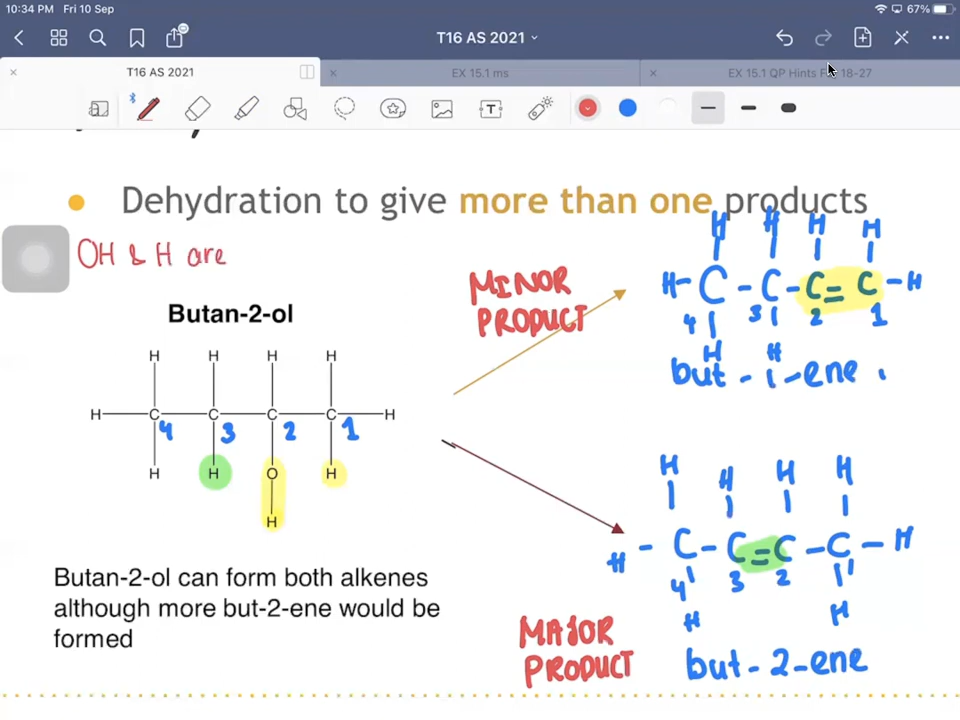 10:34 PM Fri 10 Sep
67%
T16 AS 2021
T16 AS 2021
EX 15.1 ms
EX 15.1 QP Hints F 18-27
T
Dehydration to give more than one products
OH & H are
MINOR
PRODUCT
H H H H
H-C-C-C=C-H
4 3 2 1
H H
but-1-ene
Butan-2-ol
H H H H
H C C C C H
4 3 2 1
H H O H
H
Butan-2-ol can form both alkenes
although more but-2-ene would be
formed
H H H H
H-C-C=C-C-H
4 3 2 1
H H
MAJOR
PRODUCT
but-2-ene